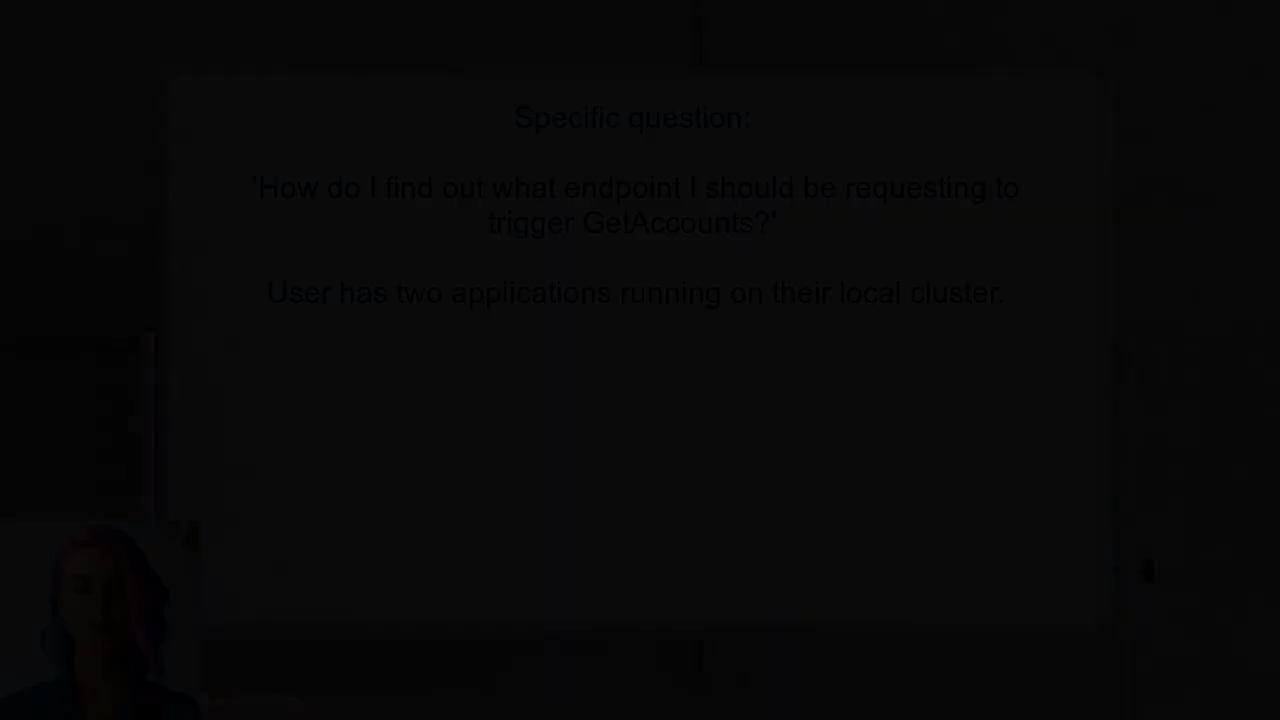 Specific question:
'How do I find out what endpoint I should be requesting to
trigger GetAccounts?'
User has two applications running on their local cluster.